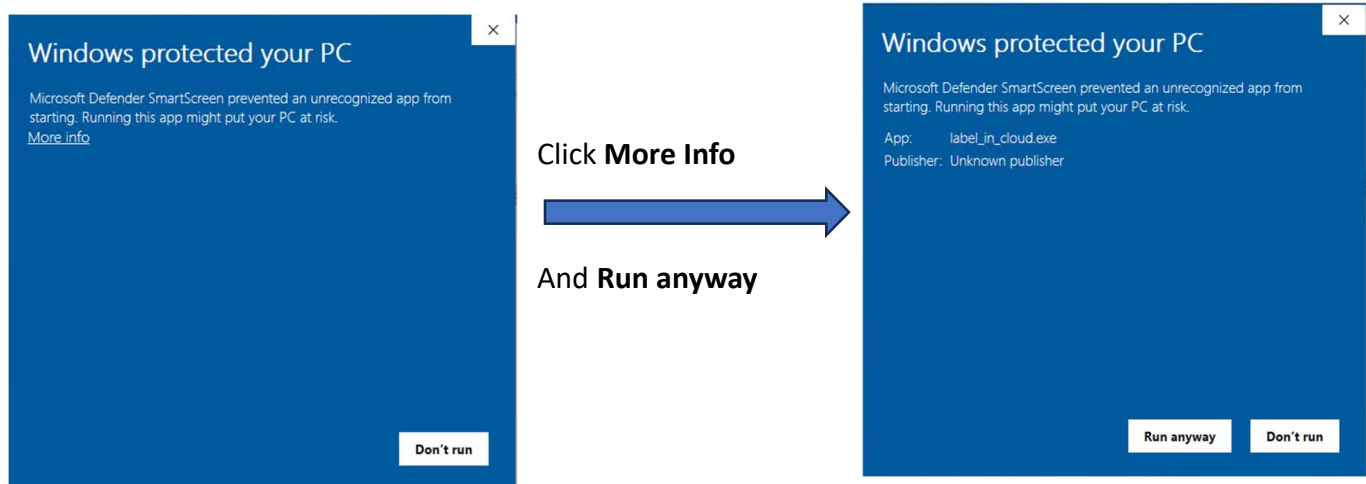 Windows protected your PC
Microsoft Defender SmartScreen prevented an unrecognized app from
starting. Running this app might put your PC at risk.
More info
Don't run
Click More Info
And Run anyway
Windows protected your PC
Microsoft Defender SmartScreen prevented an unrecognized app from
starting. Running this app might put your PC at risk.
App: label_in_cloud.exe
Publisher: Unknown publisher
Run anyway Don't run